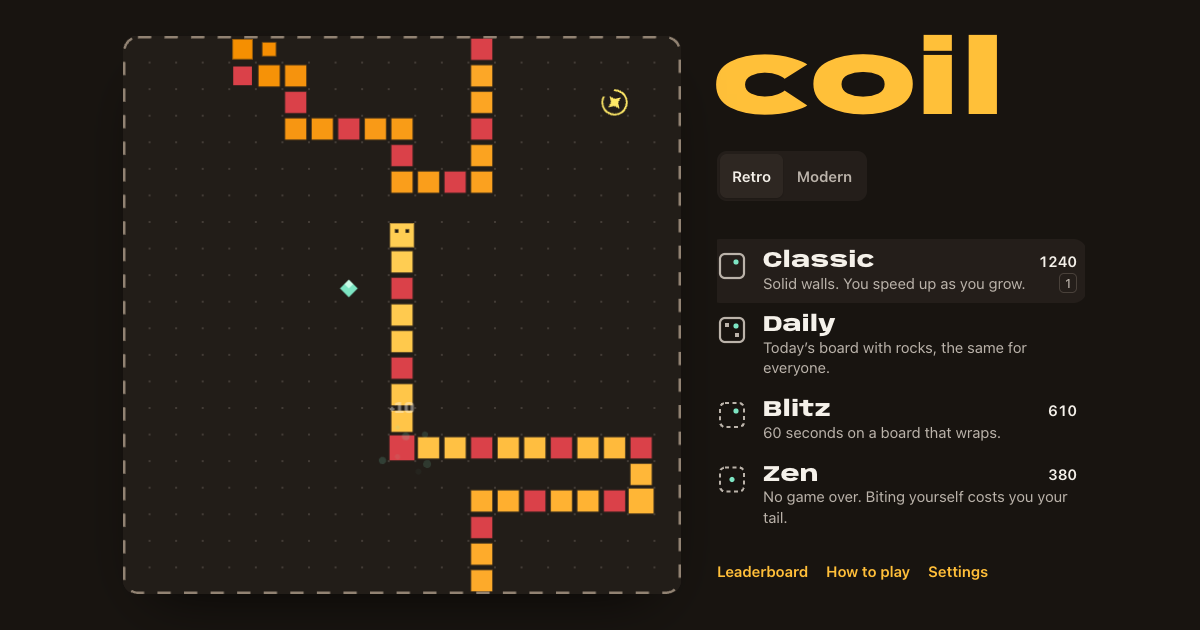 coil
Retro Modern
Classic 1240
Solid walls. You speed up as you grow. 1
Daily
Today's board with rocks, the same for
everyone.
Blitz 610
60 seconds on a board that wraps.
Zen 380
No game over. Biting yourself costs you your
tail.
Leaderboard How to play Settings